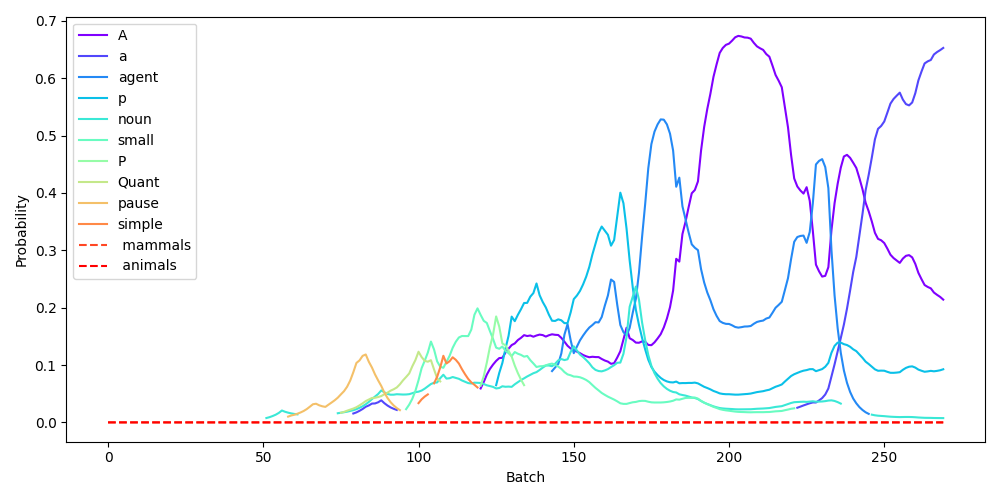 0.7
0.6
0.5
0.4
0.3
0.2
0.1
0.0
Probability
A
a
agent
p
noun
small
P
Quant
pause
simple
mammals
animals
0 50 100 150 200 250
Batch